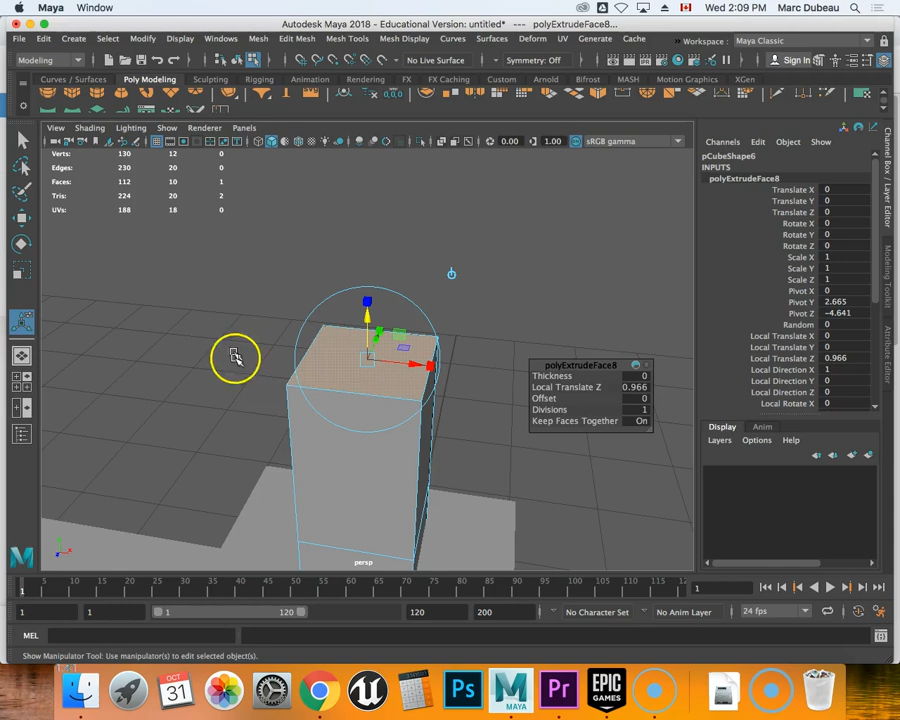 Maya Window Wed 2:09 PM Marc Dubeau
Autodesk Maya 2018 - Educational Version: untitled* --- polyExtrudeFace8...
File Edit Create Select Modify Display Windows Mesh Edit Mesh Mesh Tools Mesh Display Curves Surfaces Deform UV Generate Cache
Workspace : Maya Classic
Modeling No Live Surface Symmetry: Off Sign In
Curves / Surfaces Poly Modeling Sculpting Rigging Animation Rendering FX FX Caching Custom Arnold Bifrost MASH Motion Graphics XGen
View Shading Lighting Show Renderer Panels
0.00 1.00 sRGB gamma
Verts: 130 12 0
Edges: 230 20 0
Faces: 112 10 1
Tris: 224 20 2
UVs: 188 18 0
polyExtrudeFace8
Thickness 0
Local Translate Z 0.966
Offset 0
Divisions 1
Keep Faces Together On
persp
Channels Edit Object Show
pCubeShape6
INPUTS
polyExtrudeFace8
Translate X 0
Translate Y 0
Translate Z 0
Rotate X 0
Rotate Y 0
Rotate Z 0
Scale X 1
Scale Y 1
Scale Z 1
Pivot X 0
Pivot Y 2.665
Pivot Z -4.641
Random 0
Local Translate X 0
Local Translate Y 0
Local Translate Z 0.966
Local Direction X 1
Local Direction Y 0
Local Direction Z 0
Local Rotate X 0
Display Anim
Layers Options Help
Channel Box / Layer Editor
Modeling Toolkit
Attribute Editor
1 5 10 15 20 25 30 35 40 45 50 55 60 65 70 75 80 85 90 95 100 105 110 115 12
1
1 1 1 120 120 200 No Character Set No Anim Layer 24 fps
MEL
Show Manipulator Tool: Use manipulator(s) to edit selected object(s).
OCT
31
Ps
MAYA
Pr
EPIC
GAMES